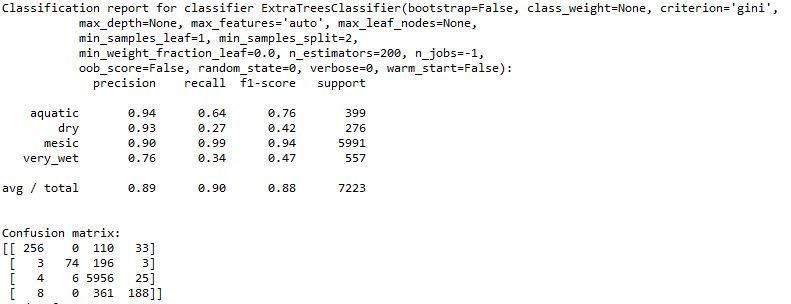 Classification report for classifier ExtraTreesClassifier(bootstrap=False, class_weight=None, criterion='gini',
max_depth=None, max_features='auto', max_leaf_nodes=None,
min_samples_leaf=1, min_samples_split=2,
min_weight_fraction_leaf=0.0, n_estimators=200, n_jobs=-1,
oob_score=False, random_state=0, verbose=0, warm_start=False):
precision recall f1-score support
aquatic 0.94 0.64 0.76 399
dry 0.93 0.27 0.42 276
mesic 0.90 0.99 0.94 5991
very_wet 0.76 0.34 0.47 557
avg / total 0.89 0.90 0.88 7223
Confusion matrix:
[[ 256 0 110 33]
[ 3 74 196 3]
[ 4 6 5956 25]
[ 8 0 361 188]]